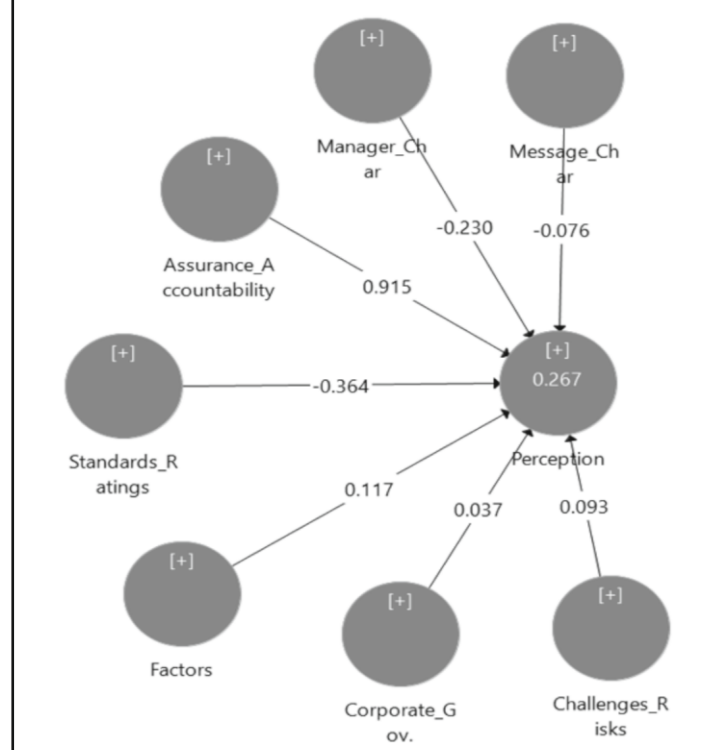 [+]
Manager_Ch
ar
[+]
Message_Ch
ar
[+]
Assurance_A
ccountability
-0.230
-0.076
0.915
[+]
Standards_R
atings
-0.364
[+]
0.267
Perception
0.117
0.037
0.093
[+]
Factors
[+]
Corporate_G
ov.
[+]
Challenges_R
isks